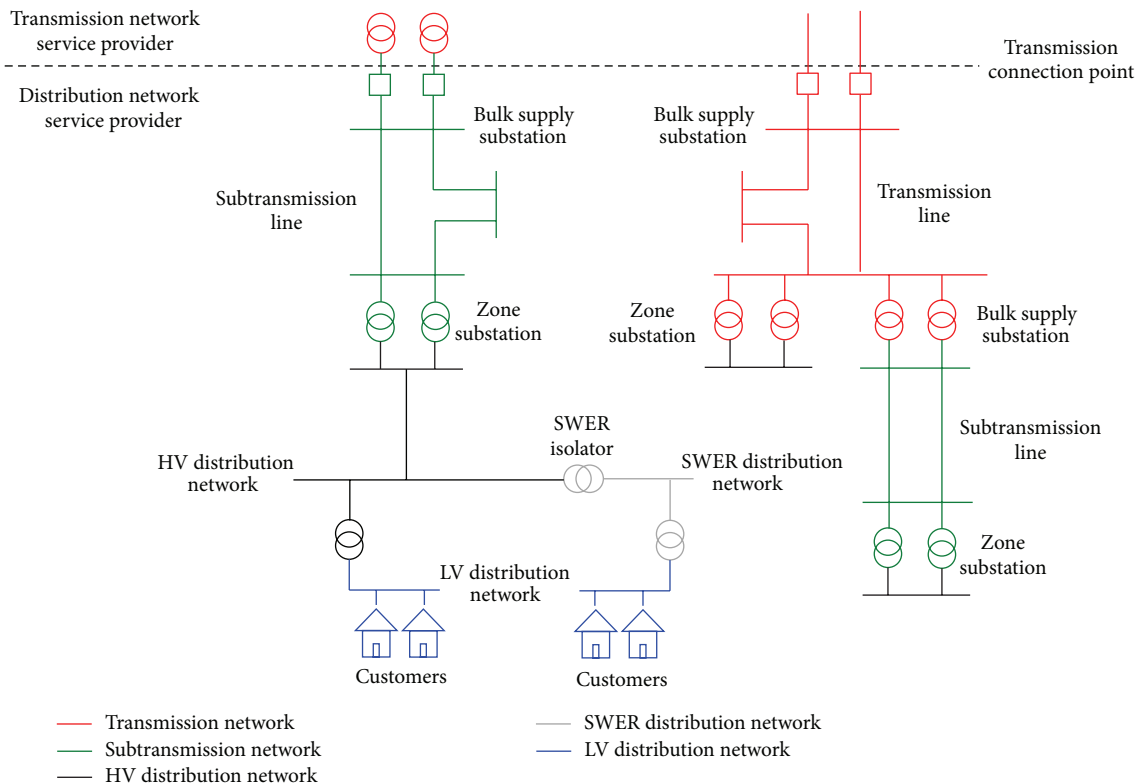 Transmission network
service provider
Transmission
connection point
Distribution network
service provider
Bulk supply
substation
Bulk supply
substation
Subtransmission
line
Transmission
line
Zone
substation
Zone
substation
Bulk supply
substation
SWER
isolator
HV distribution
network
SWER distribution
network
Subtransmission
line
Zone
substation
LV distribution
network
Customers
Customers
Transmission network
Subtransmission network
HV distribution network
SWER distribution network
LV distribution network